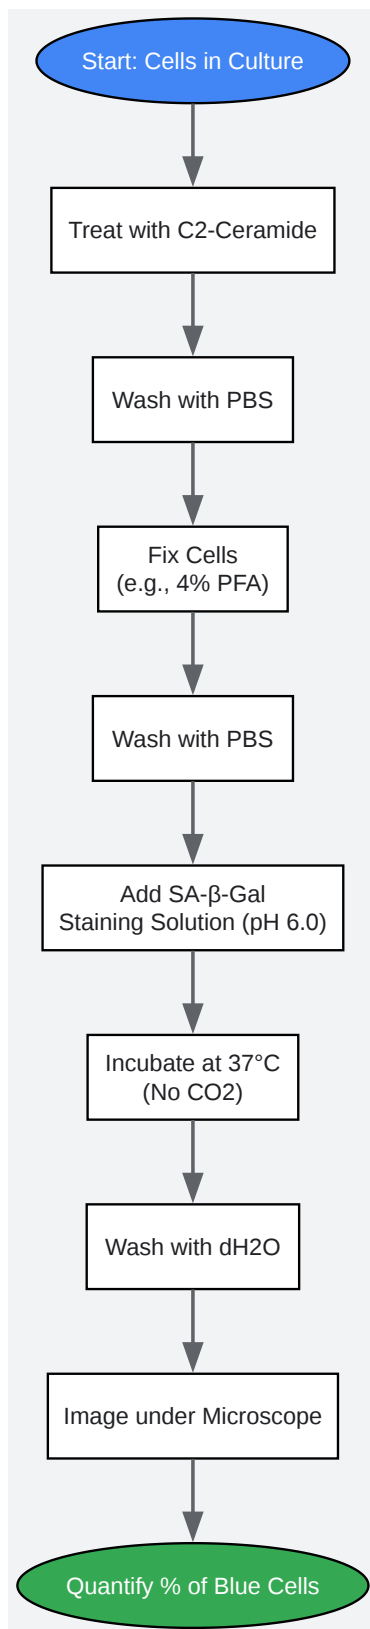 Start: Cells in Culture
Treat with C2-Ceramide
Wash with PBS
Fix Cells
(e.g., 4% PFA)
Wash with PBS
Add SA-β-Gal
Staining Solution (pH 6.0)
Incubate at 37°C
(No CO2)
Wash with dH2O
Image under Microscope
Quantify % of Blue Cells